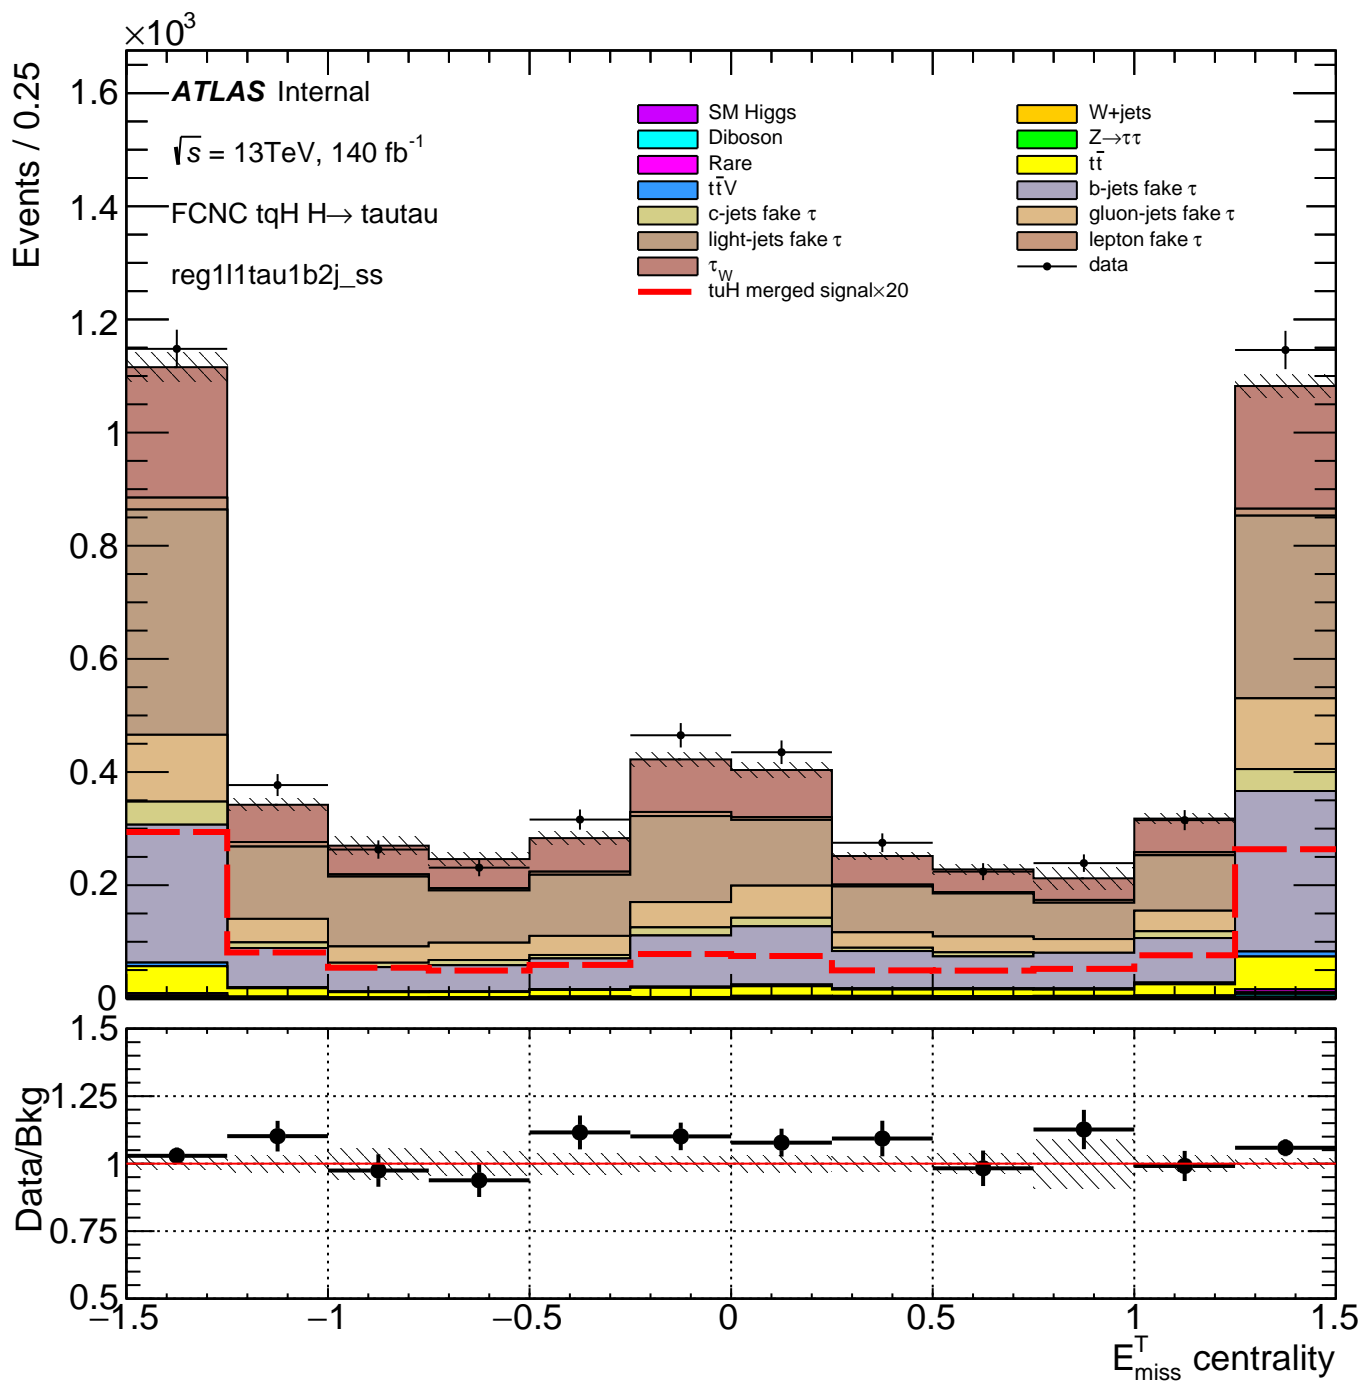 ×10³
Events / 0.25
1.6
1.4
1.2
1
0.8
0.6
0.4
0.2
0
ATLAS Internal
√s = 13TeV, 140 fb⁻¹
FCNC tqH H→ tautau
reg1l1tau1b2j_ss
SM Higgs
Diboson
Rare
tt̄V
c-jets fake τ
light-jets fake τ
τ_W
tuH merged signal×20
W+jets
Z→ττ
tt̄
b-jets fake τ
gluon-jets fake τ
lepton fake τ
data
Data/Bkg
1.5
1.25
1
0.75
0.5
−1.5 −1 −0.5 0 0.5 1 1.5
E^T_miss centrality